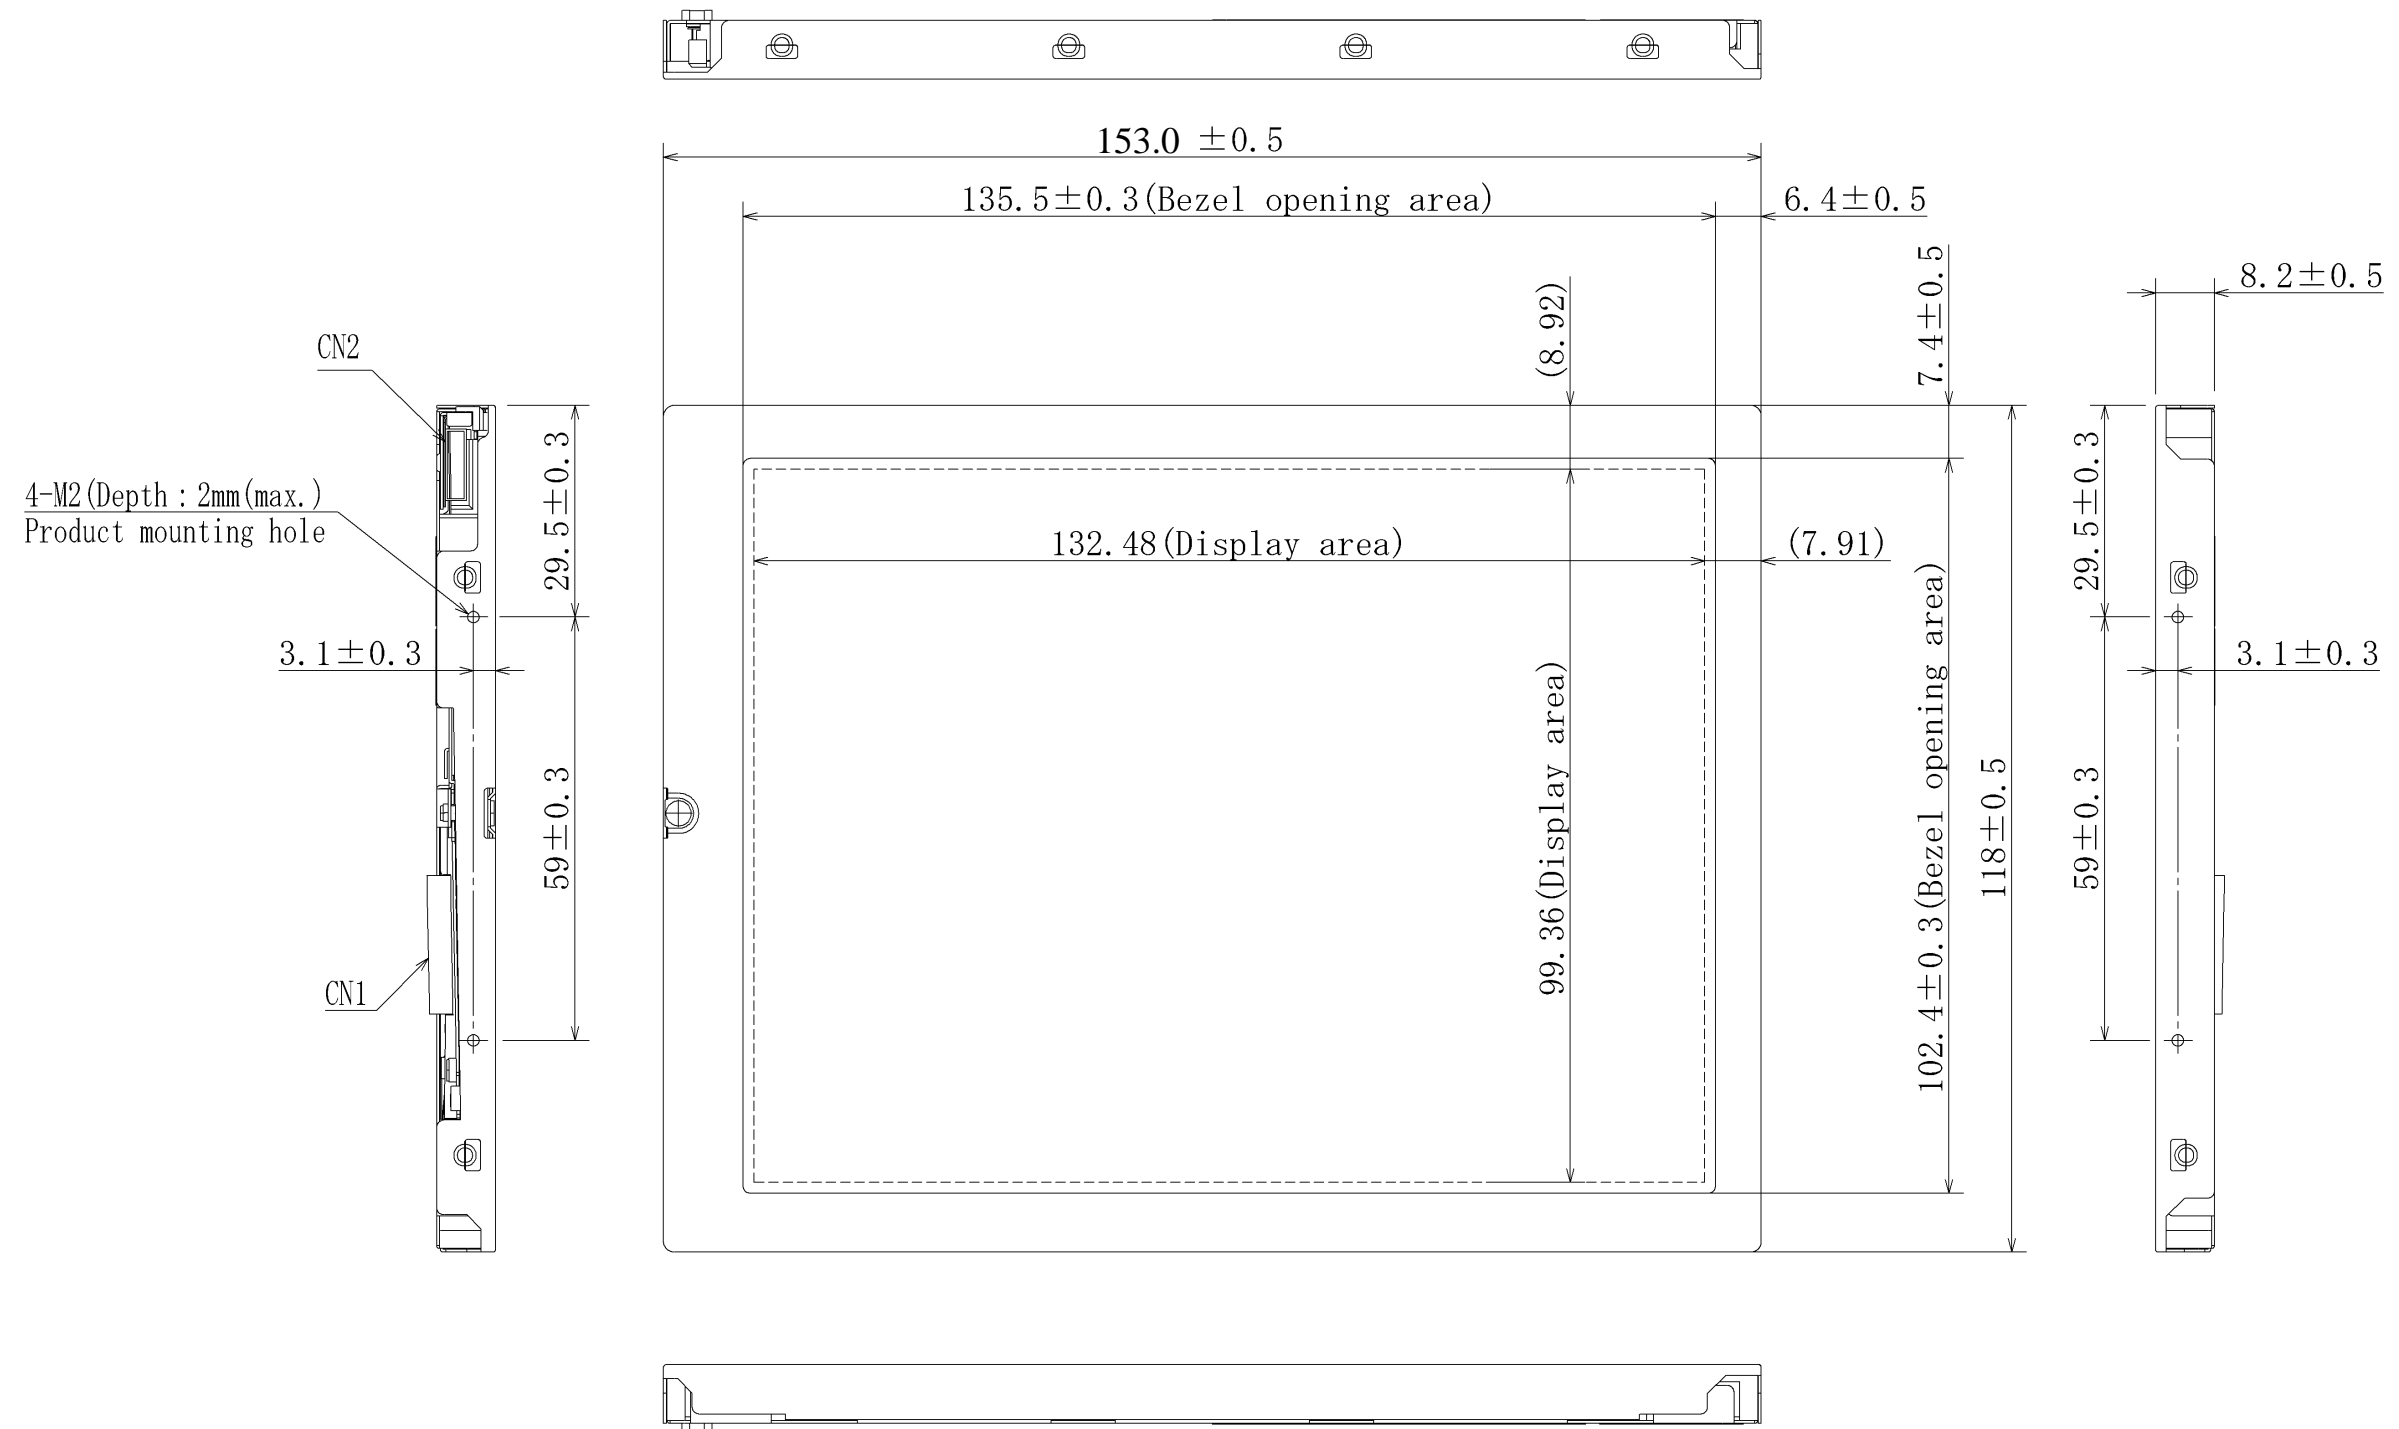 153.0 ±0.5
135.5±0.3(Bezel opening area)
6.4±0.5
7.4±0.5
(8.92)
8.2±0.5
CN2
29.5±0.3
29.5±0.3
4-M2(Depth:2mm(max.)
Product mounting hole
132.48(Display area)
(7.91)
3.1±0.3
3.1±0.3
99.36(Display area)
102.4±0.3(Bezel opening area)
118±0.5
59±0.3
59±0.3
CN1